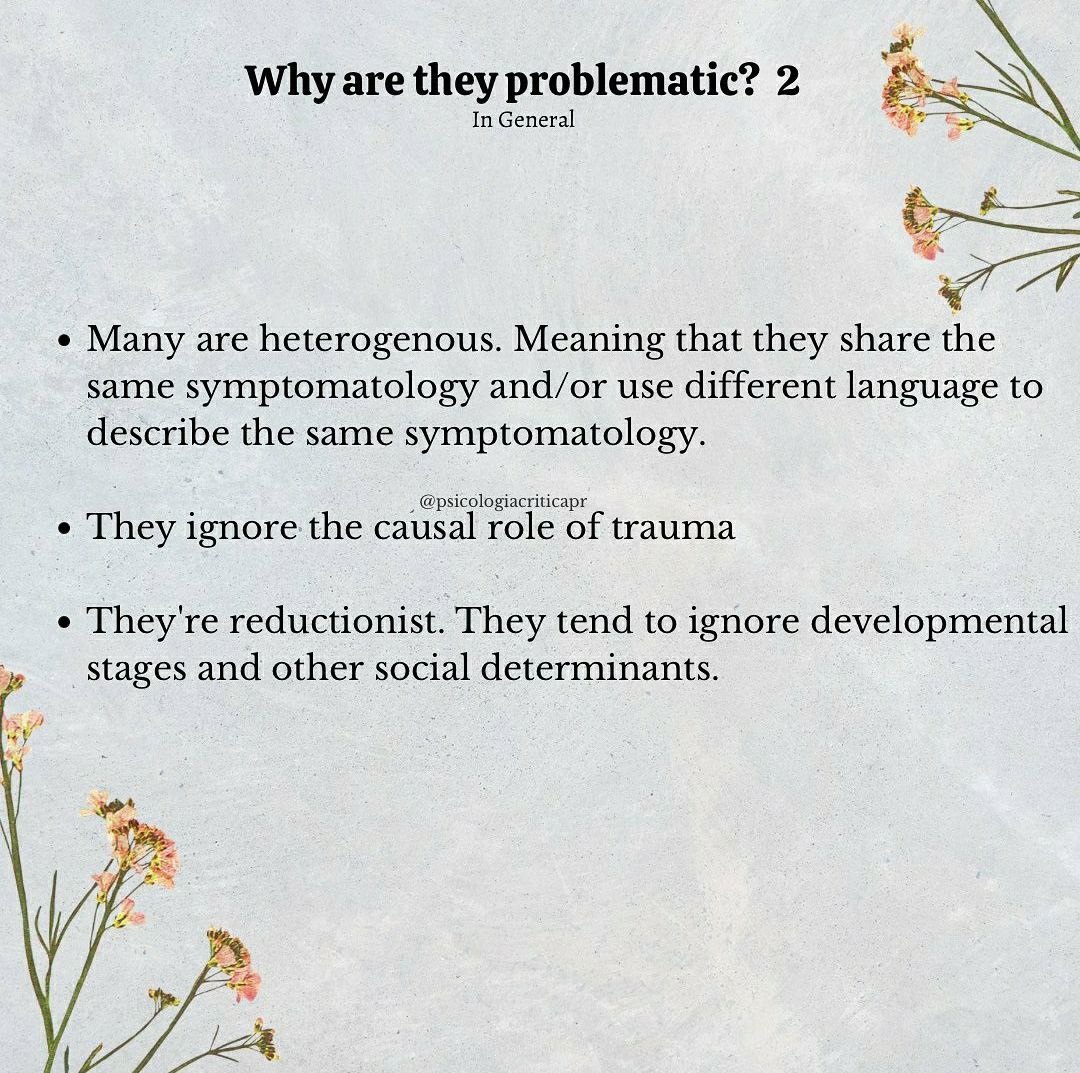 Why are they problematic? 2
In General
• Many are heterogenous. Meaning that they share the
same symptomatology and/or use different language to
describe the same symptomatology.
@psicologiacriticapr
• They ignore the causal role of trauma
• They're reductionist. They tend to ignore developmental
stages and other social determinants.